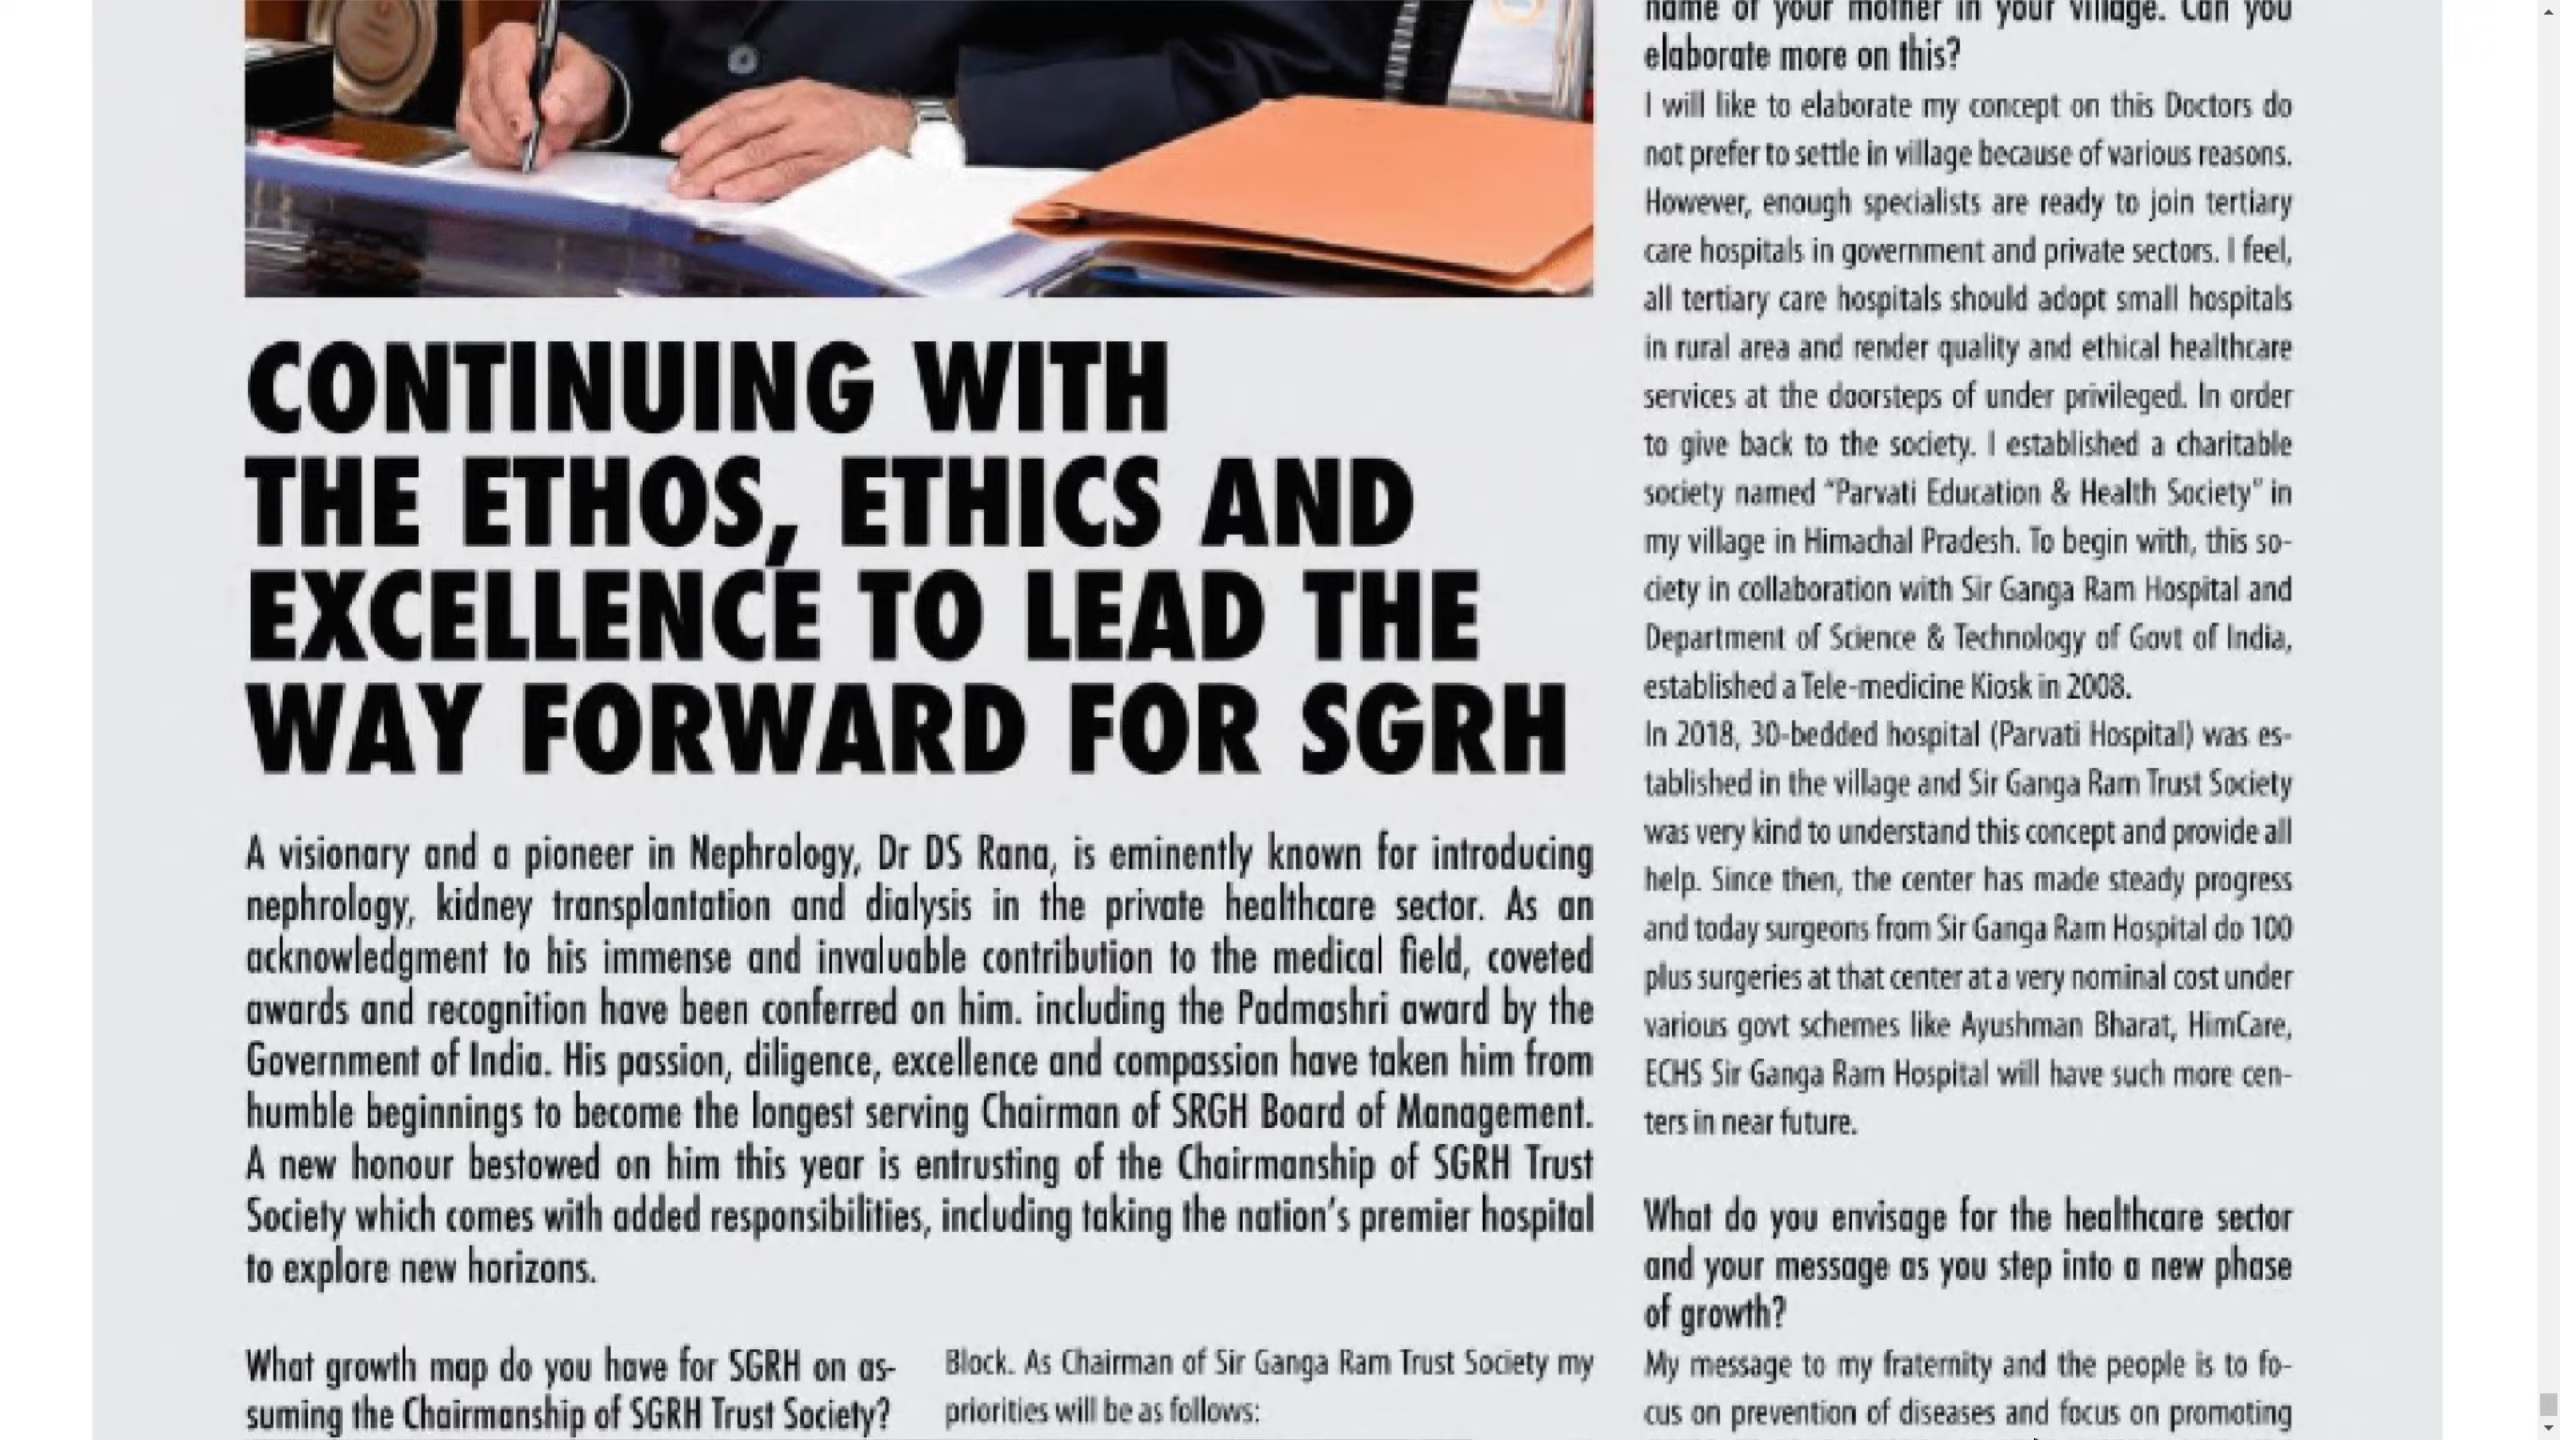 CONTINUING WITH
THE ETHOS, ETHICS AND
EXCELLENCE TO LEAD THE
WAY FORWARD FOR SGRH
A visionary and a pioneer in Nephrology, Dr DS Rana, is eminently known for introducing
nephrology, kidney transplantation and dialysis in the private healthcare sector. As an
acknowledgment to his immense and invaluable contribution to the medical field, coveted
awards and recognition have been conferred on him. including the Padmashri award by the
Government of India. His passion, diligence, excellence and compassion have taken him from
humble beginnings to become the longest serving Chairman of SRGH Board of Management.
A new honour bestowed on him this year is entrusting of the Chairmanship of SGRH Trust
Society which comes with added responsibilities, including taking the nation's premier hospital
to explore new horizons.
What growth map do you have for SGRH on as-
suming the Chairmanship of SGRH Trust Society?
Block. As Chairman of Sir Ganga Ram Trust Society my
priorities will be as follows:
name of your mother in your village. Can you
elaborate more on this?
I will like to elaborate my concept on this Doctors do
not prefer to settle in village because of various reasons.
However, enough specialists are ready to join tertiary
care hospitals in government and private sectors. I feel,
all tertiary care hospitals should adopt small hospitals
in rural area and render quality and ethical healthcare
services at the doorsteps of under privileged. In order
to give back to the society. I established a charitable
society named "Parvati Education & Health Society" in
my village in Himachal Pradesh. To begin with, this so-
ciety in collaboration with Sir Ganga Ram Hospital and
Department of Science & Technology of Govt of India,
established a Tele-medicine Kiosk in 2008.
In 2018, 30-bedded hospital (Parvati Hospital) was es-
tablished in the village and Sir Ganga Ram Trust Society
was very kind to understand this concept and provide all
help. Since then, the center has made steady progress
and today surgeons from Sir Ganga Ram Hospital do 100
plus surgeries at that center at a very nominal cost under
various govt schemes like Ayushman Bharat, HimCare,
ECHS Sir Ganga Ram Hospital will have such more cen-
ters in near future.
What do you envisage for the healthcare sector
and your message as you step into a new phase
of growth?
My message to my fraternity and the people is to fo-
cus on prevention of diseases and focus on promoting